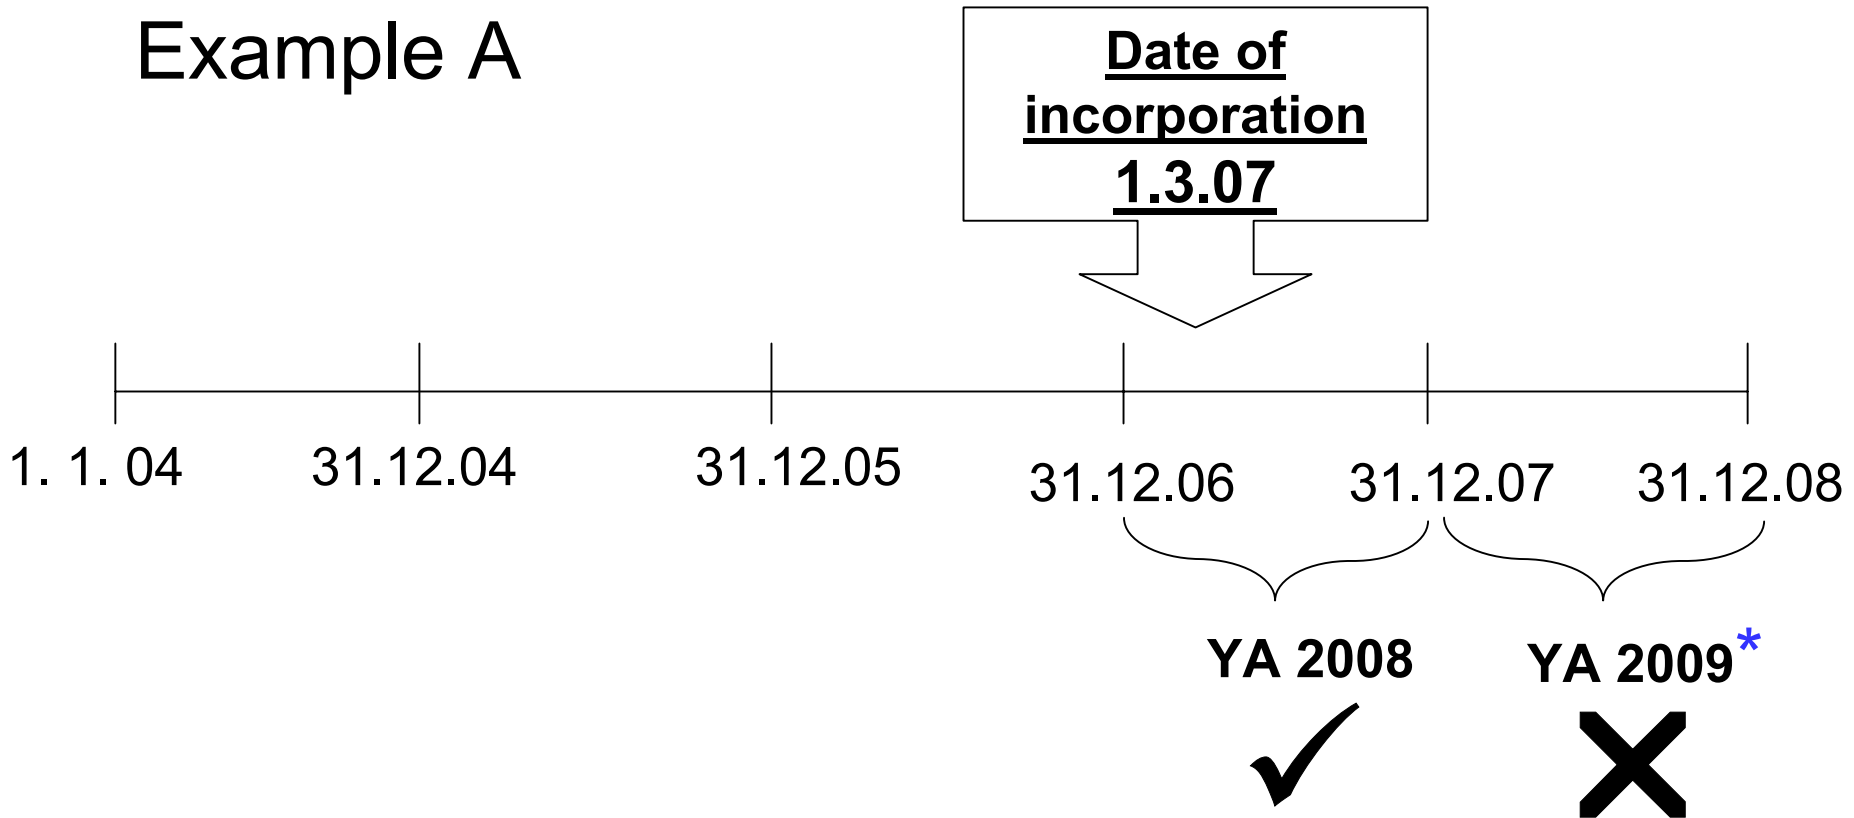 Example A
Date of
incorporation
1.3.07
1. 1. 04 31.12.04 31.12.05 31.12.06 31.12.07 31.12.08
YA 2008 YA 2009*